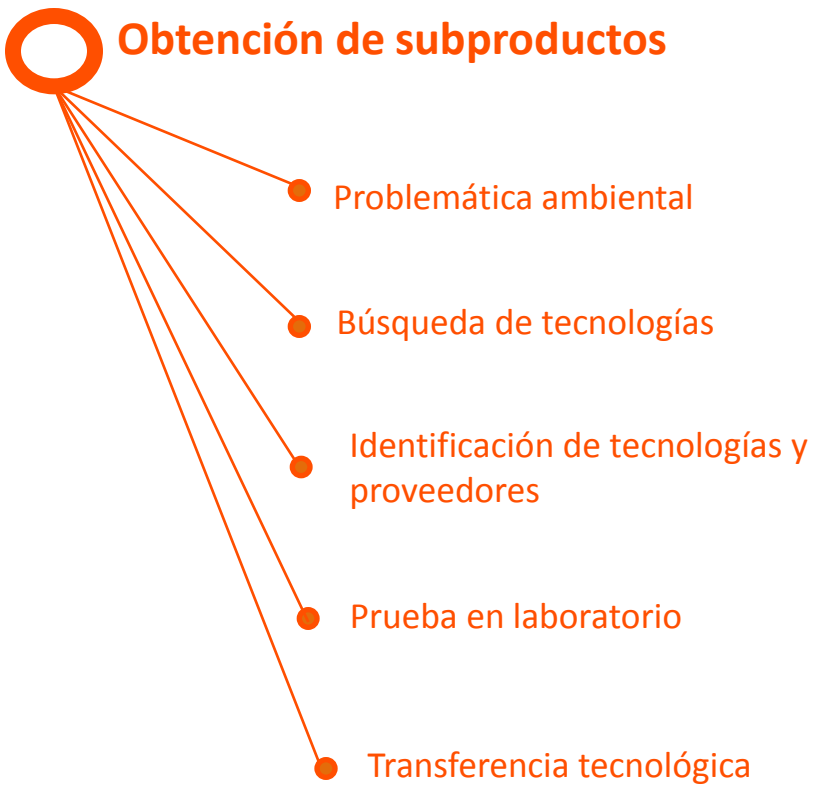 Obtención de subproductos
Problemática ambiental
Búsqueda de tecnologías
Identificación de tecnologías y
proveedores
Prueba en laboratorio
Transferencia tecnológica